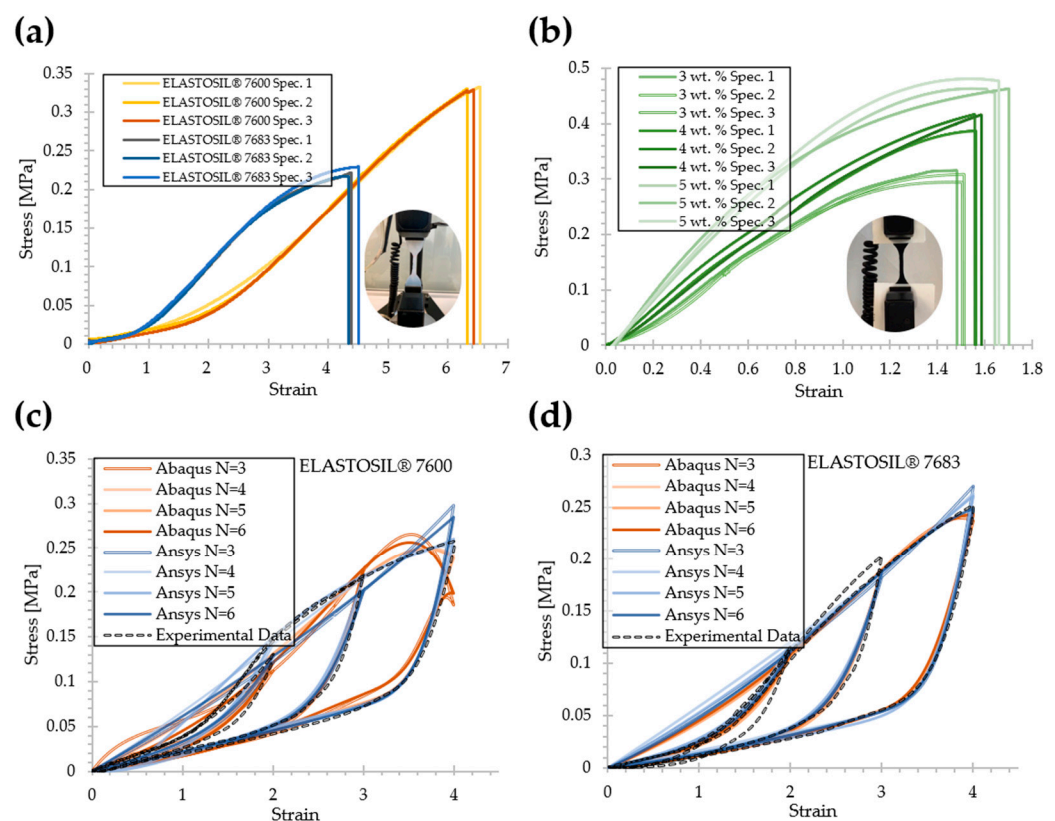 (a)
0.35
0.3
0.25
0.2
0.15
0.1
0.05
0
Stress [MPa]
ELASTOSIL® 7600 Spec. 1
ELASTOSIL® 7600 Spec. 2
ELASTOSIL® 7600 Spec. 3
ELASTOSIL® 7683 Spec. 1
ELASTOSIL® 7683 Spec. 2
ELASTOSIL® 7683 Spec. 3
0 1 2 3 4 5 6 7
Strain
(b)
0.5
0.4
0.3
0.2
0.1
0
Stress [MPa]
3 wt. % Spec. 1
3 wt. % Spec. 2
3 wt. % Spec. 3
4 wt. % Spec. 1
4 wt. % Spec. 2
4 wt. % Spec. 3
5 wt. % Spec. 1
5 wt. % Spec. 2
5 wt. % Spec. 3
0.0 0.2 0.4 0.6 0.8 1.0 1.2 1.4 1.6 1.8
Strain
(c)
0.35
0.3
0.25
0.2
0.15
0.1
0.05
0
Stress [MPa]
ELASTOSIL® 7600
Abaqus N=3
Abaqus N=4
Abaqus N=5
Abaqus N=6
Ansys N=3
Ansys N=4
Ansys N=5
Ansys N=6
Experimental Data
0 1 2 3 4
Strain
(d)
0.3
0.25
0.2
0.15
0.1
0.05
0
Stress [MPa]
ELASTOSIL® 7683
Abaqus N=3
Abaqus N=4
Abaqus N=5
Abaqus N=6
Ansys N=3
Ansys N=4
Ansys N=5
Ansys N=6
Experimental Data
0 1 2 3 4
Strain